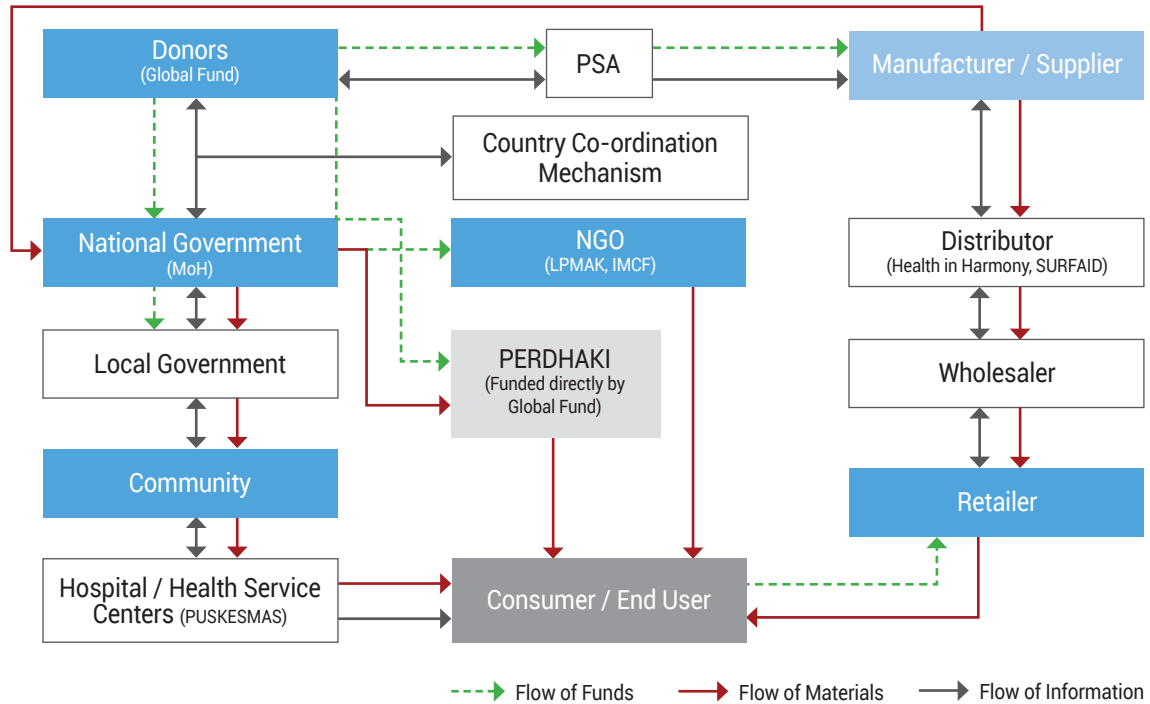 Donors
(Global Fund)
PSA
Manufacturer / Supplier
Country Co-ordination
Mechanism
National Government
(MoH)
NGO
(LPMAK, IMCF)
Distributor
(Health in Harmony, SURFAID)
Local Government
PERDHAKI
(Funded directly by
Global Fund)
Wholesaler
Community
Retailer
Hospital / Health Service
Centers (PUSKESMAS)
Consumer / End User
Flow of Funds
Flow of Materials
Flow of Information